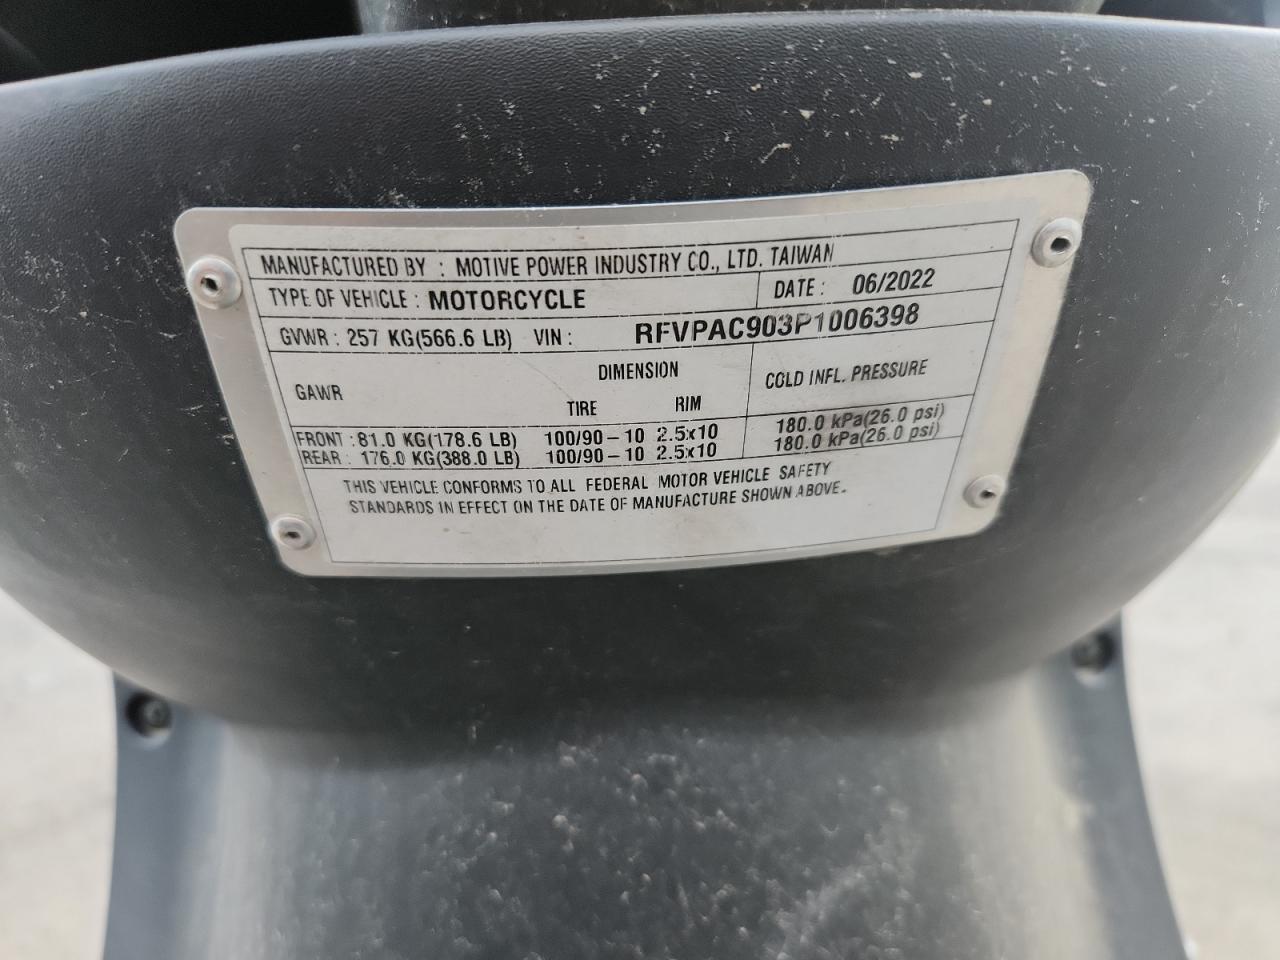 MANUFACTURED BY : MOTIVE POWER INDUSTRY CO., LTD. TAIWAN
TYPE OF VEHICLE : MOTORCYCLE DATE : 06/2022
GVWR : 257 KG(566.6 LB) VIN : RFVPAC903P1006398
GAWR DIMENSION COLD INFL. PRESSURE
TIRE RIM
FRONT : 81.0 KG(178.6 LB) 100/90-10 2.5x10 180.0 kPa(26.0 psi)
REAR : 176.0 KG(388.0 LB) 100/90-10 2.5x10 180.0 kPa(26.0 psi)
THIS VEHICLE CONFORMS TO ALL FEDERAL MOTOR VEHICLE SAFETY
STANDARDS IN EFFECT ON THE DATE OF MANUFACTURE SHOWN ABOVE.